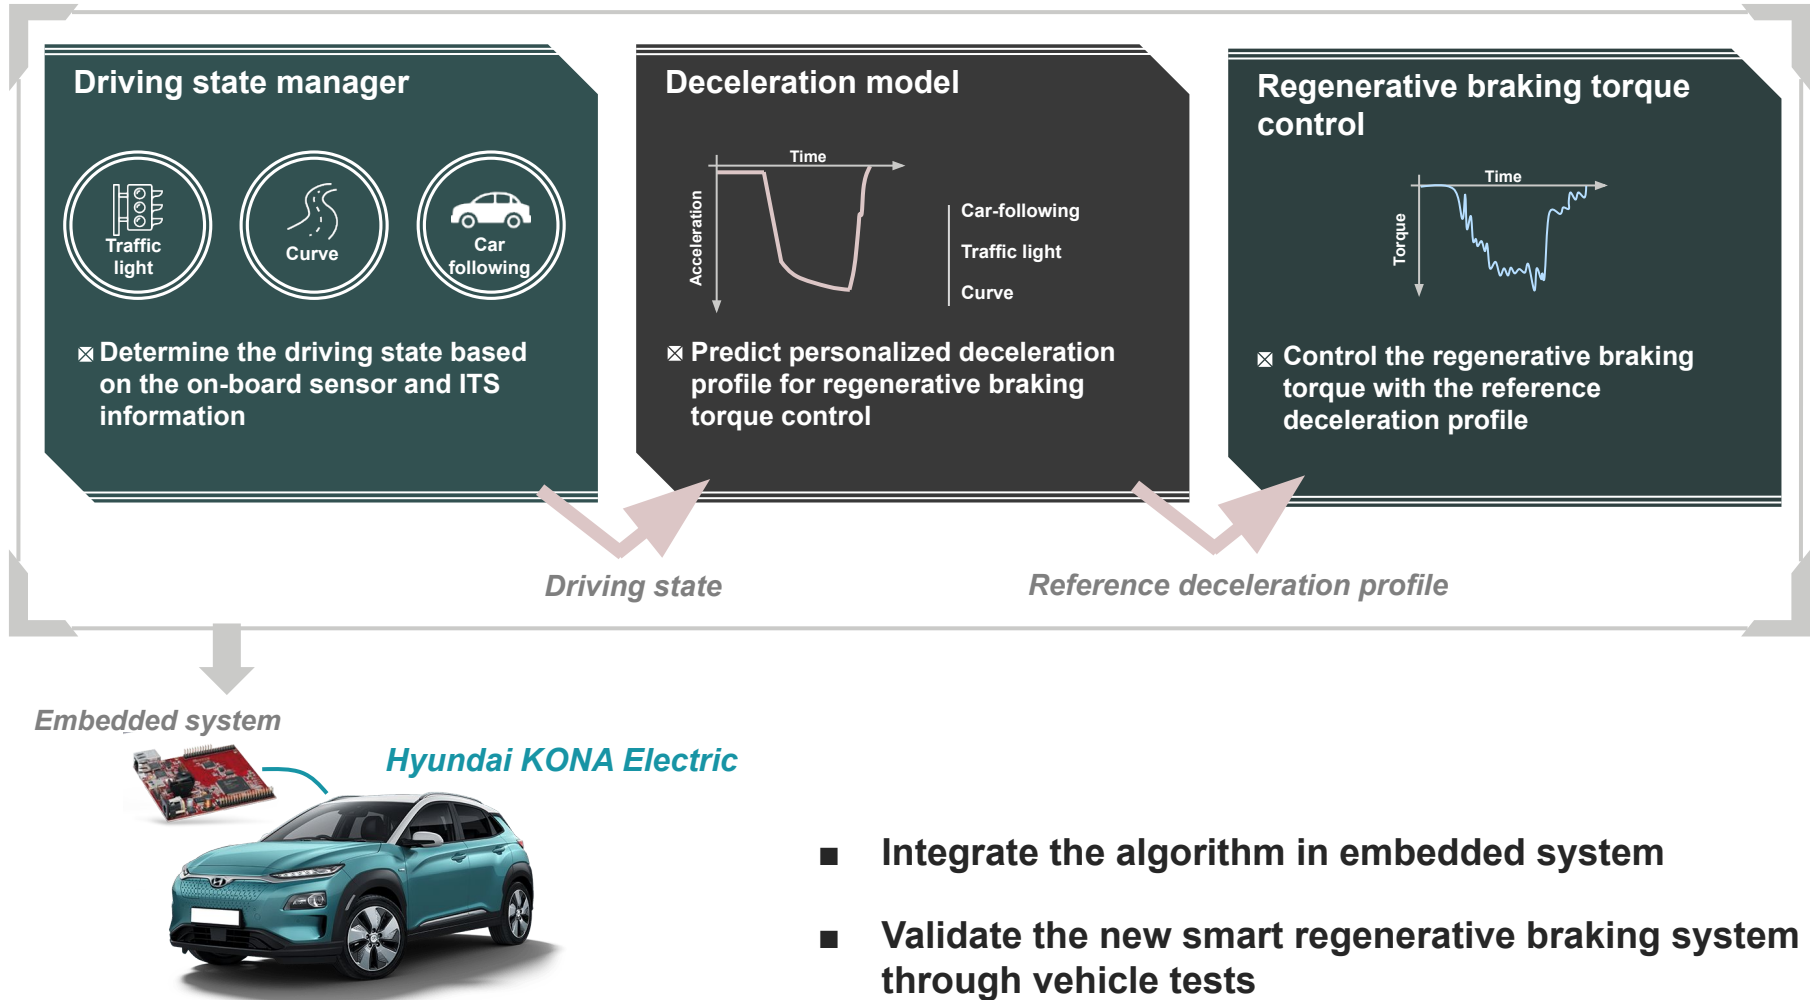 Driving state manager
Traffic
light
Curve
Car
following
Determine the driving state based
on the on-board sensor and ITS
information
Deceleration model
Time
Acceleration
Car-following
Traffic light
Curve
Predict personalized deceleration
profile for regenerative braking
torque control
Regenerative braking torque
control
Time
Torque
Control the regenerative braking
torque with the reference
deceleration profile
Driving state
Reference deceleration profile
Embedded system
Hyundai KONA Electric
■ Integrate the algorithm in embedded system
■ Validate the new smart regenerative braking system
through vehicle tests